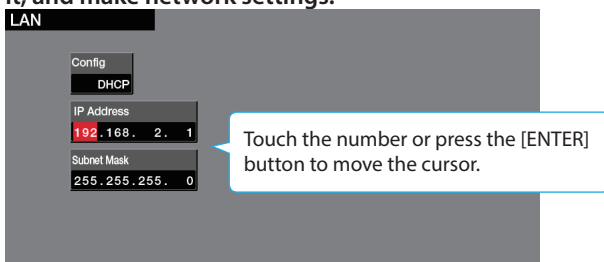 it, and make network settings.
LAN
Config
DHCP
IP Address
192.168. 2. 1
Subnet Mask
255.255.255. 0
Touch the number or press the [ENTER]
button to move the cursor.